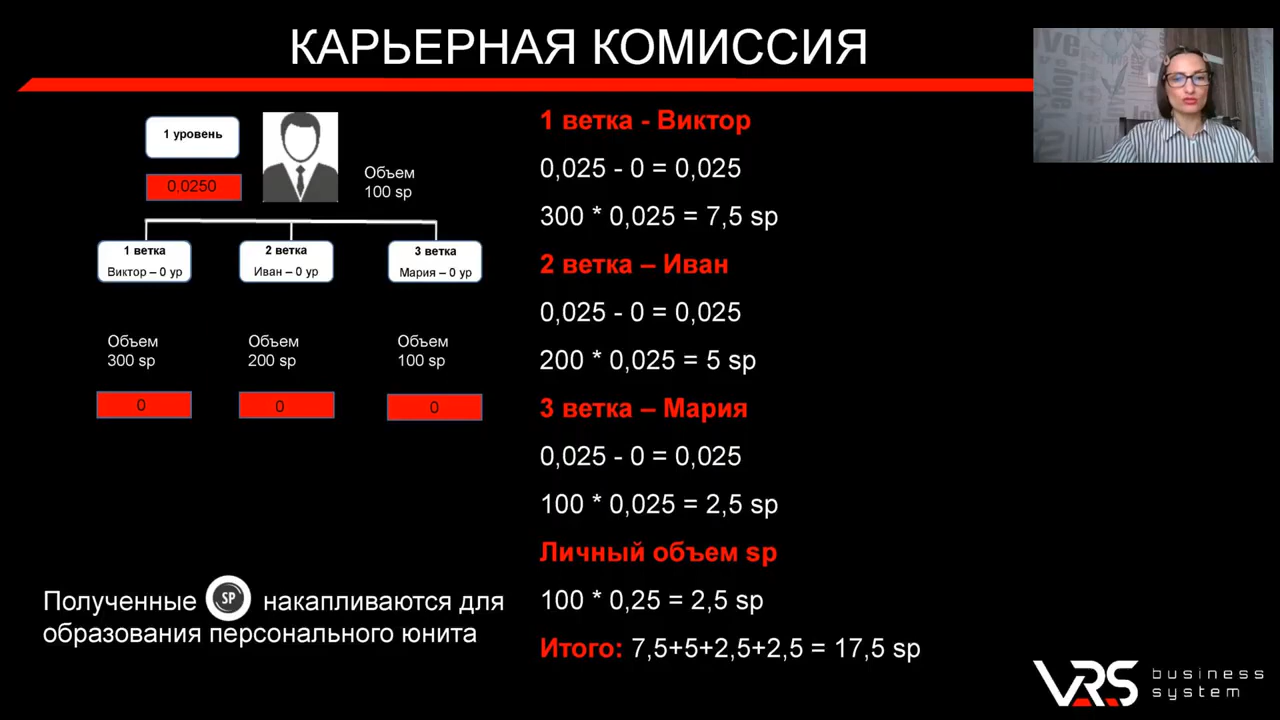 КАРЬЕРНАЯ КОМИССИЯ
1 уровень
0,0250
Объем
100 sp
1 ветка
Виктор – 0 ур
2 ветка
Иван – 0 ур
3 ветка
Мария – 0 ур
Объем
300 sp
Объем
200 sp
Объем
100 sp
0
0
0
Полученные SP накапливаются для
образования персонального юнита
1 ветка - Виктор
0,025 - 0 = 0,025
300 * 0,025 = 7,5 sp
2 ветка – Иван
0,025 - 0 = 0,025
200 * 0,025 = 5 sp
3 ветка – Мария
0,025 - 0 = 0,025
100 * 0,025 = 2,5 sp
Личный объем sp
100 * 0,25 = 2,5 sp
Итого: 7,5+5+2,5+2,5 = 17,5 sp
VRS business
system